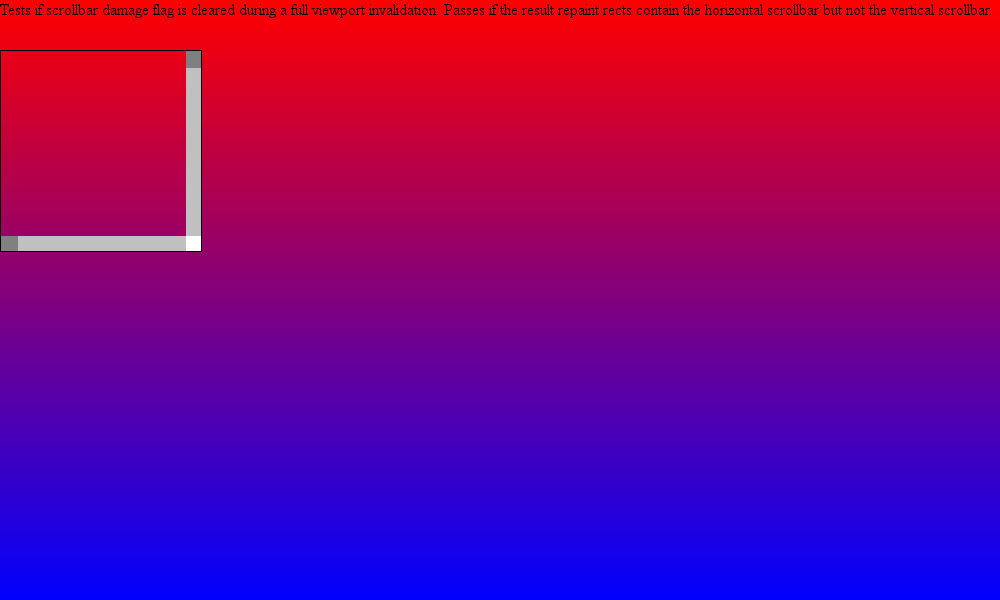 Tests if scrollbar damage flag is cleared during a full viewport invalidation. Passes if the result repaint rects contain the horizontal scrollbar but not the vertical scrollbar.